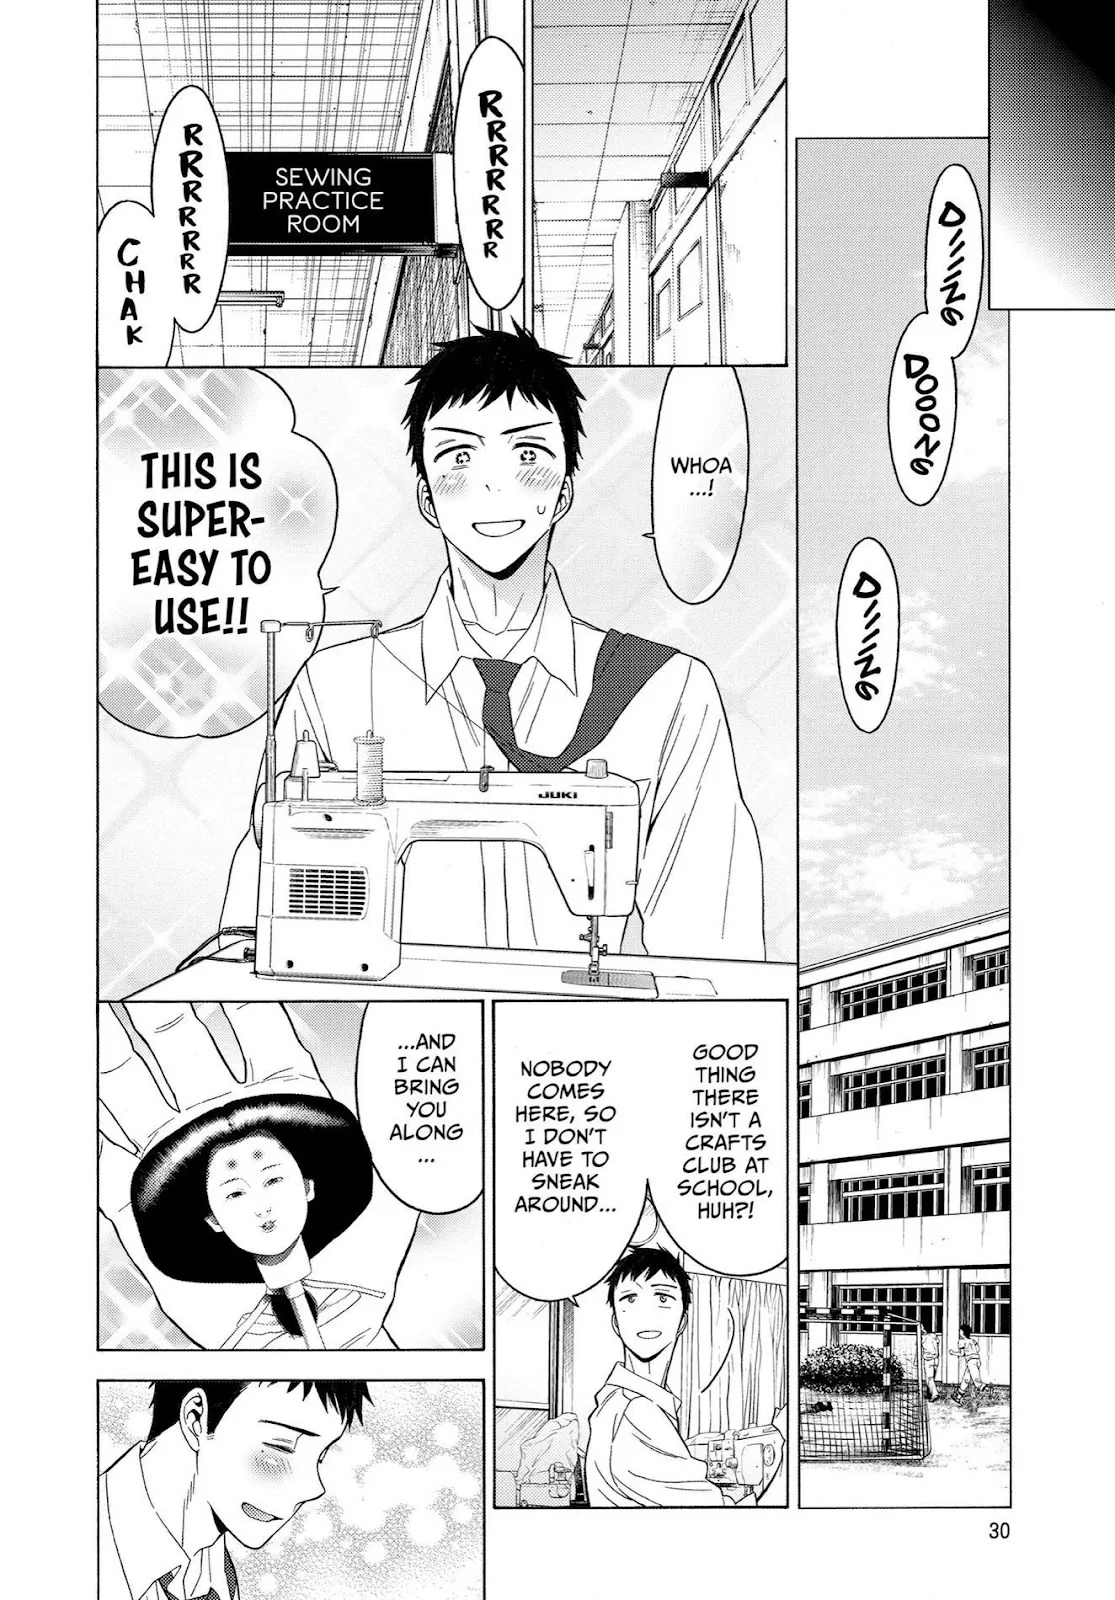 DIIING
DOOONG
DIIING
RRRRRRR
SEWING
PRACTICE
ROOM
RRRRRRR
CHAK
WHOA
...!
THIS IS
SUPER-
EASY TO
USE!!
JUKI
GOOD
THING
THERE
ISN'T A
CRAFTS
CLUB AT
SCHOOL,
HUH?!
NOBODY
COMES
HERE, SO
I DON'T
HAVE TO
SNEAK
AROUND...
...AND
I CAN
BRING
YOU
ALONG
...
30